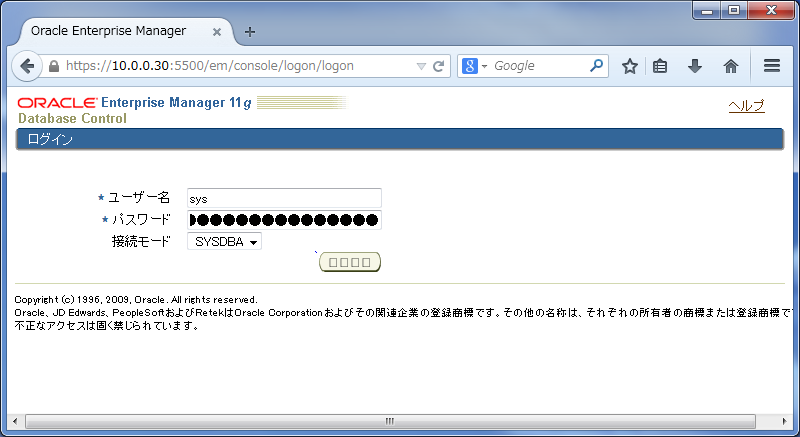 Oracle Enterprise Manager
https://10.0.0.30:5500/em/console/logon/logon
Google
ORACLE Enterprise Manager 11g
Database Control
ヘルプ
ログイン
* ユーザー名 sys
* パスワード ●●●●●●●●●●●●●●●
接続モード SYSDBA
□□□□
Copyright (c) 1996, 2009, Oracle. All rights reserved.
Oracle、JD Edwards、PeopleSoftおよびRetekはOracle Corporationおよびその関連企業の登録商標です。その他の名称は、それぞれの所有者の商標または登録商標で
不正なアクセスは固く禁じられています。